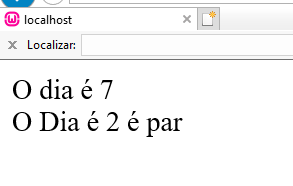 localhost
x Localizar:
O dia é 7
O Dia é 2 é par